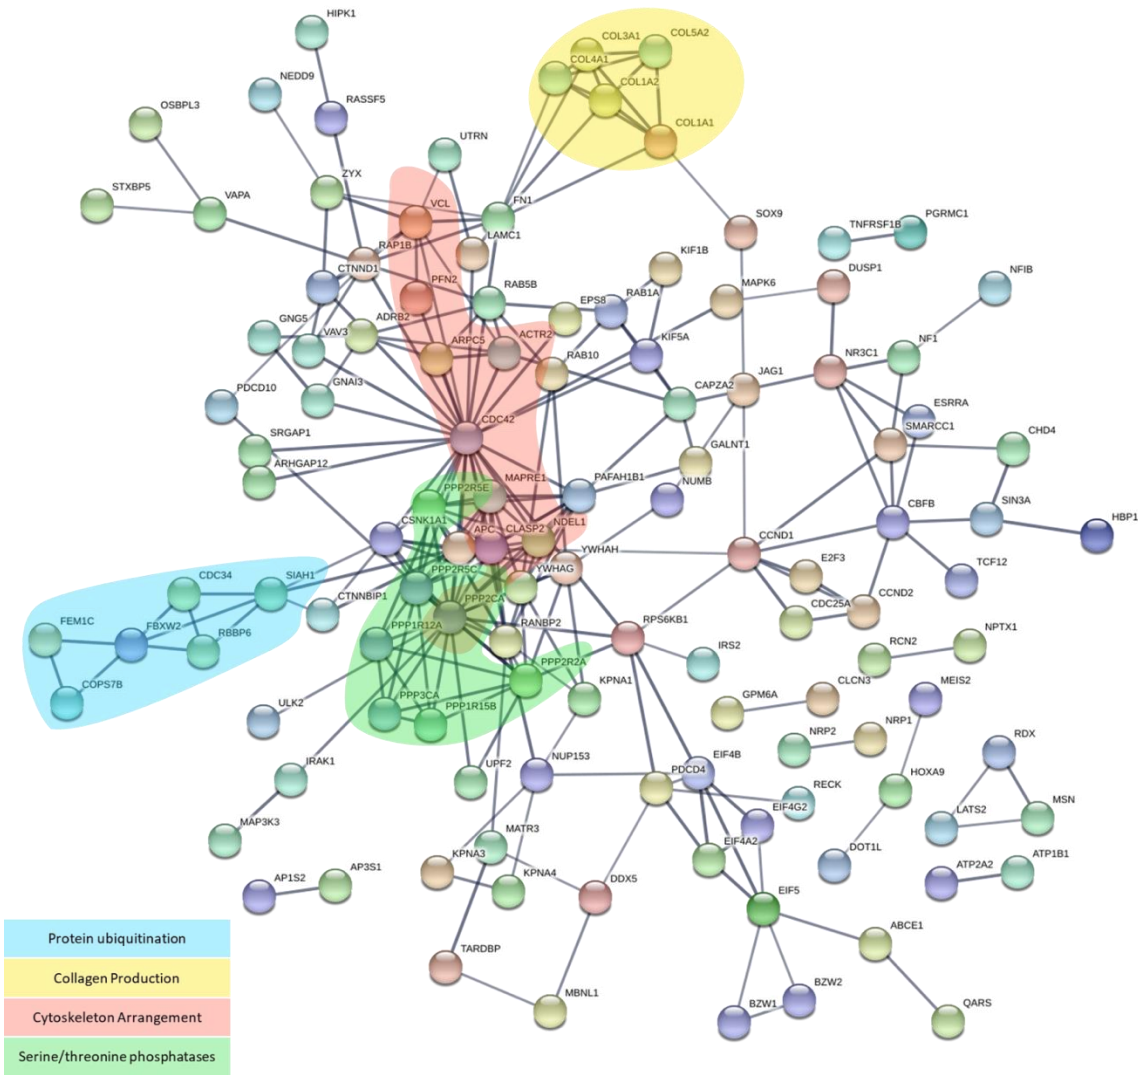 HIPK1
COL3A1
COL5A2
COL4A1
NEDD9
COL1A2
RASSF5
OSBPL3
COL1A1
UTRN
ZYX
STXBP5
VAPA
VCL
FN1
SOX9
TNFRSF1B
PGRMC1
RAP1B
LAMC1
KIF1B
CTNND1
DUSP1
NFIB
PFN2
RAB5B
EPS8
RAB1A
MAPK6
GNG5
VAV3
ADRB2
ARPC5
ACTR2
KIF5A
NR3C1
NF1
RAB10
PDCD10
GNAI3
CAPZA2
JAG1
ESRRA
CDC42
SRGAP1
SMARCC1
CHD4
GALNT1
ARHGAP12
PPP2R5E
MAPRE1
PAFAH1B1
NUMB
SIN3A
CBFB
HBP1
CSNK1A1
APC
CLASP2
NDEL1
CCND1
YWHAH
E2F3
TCF12
CDC34
SIAH1
PPP2R5C
YWHAG
CCND2
CTNNBIP1
PPP2CA
CDC25A
FEM1C
FBXW2
RBBP6
PPP1R12A
RANBP2
RPS6KB1
IRS2
RCN2
NPTX1
COPS7B
PPP2R2A
KPNA1
PPP3CA
PPP1R15B
GPM6A
CLCN3
MEIS2
ULK2
NRP2
NRP1
RDX
IRAK1
UPF2
NUP153
PDCD4
EIF4B
RECK
HOXA9
EIF4G2
LATS2
MSN
MAP3K3
MATR3
EIF4A2
DOT1L
KPNA3
KPNA4
DDX5
ATP2A2
ATP1B1
AP1S2
AP3S1
EIF5
ABCE1
Protein ubiquitination
TARDBP
Collagen Production
MBNL1
BZW1
BZW2
QARS
Cytoskeleton Arrangement
Serine/threonine phosphatases